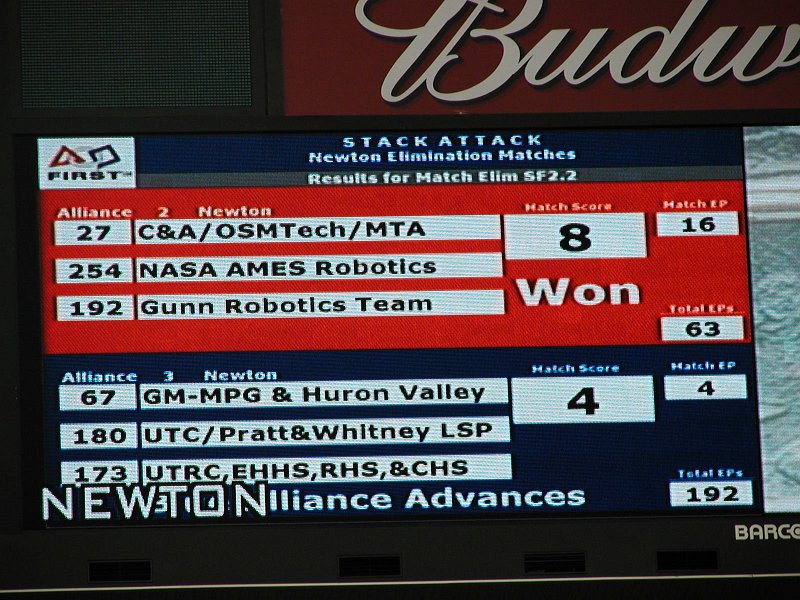 Budw
STACK ATTACK
FIRST
Newton Elimination Matches
Results for Match Elim SF2.2
Alliance 2 Newton Match Score Match EP
27 C&A/OSMTech/MTA 8 16
254 NASA AMES Robotics
Won
192 Gunn Robotics Team Total EPs
63
Alliance 3 Newton Match Score Match EP
67 GM-MPG & Huron Valley 4 4
180 UTC/Pratt&Whitney LSP
173 UTRC,EHHS,RHS,&CHS Total EPs
192
NEWTON lliance Advances
BARCO